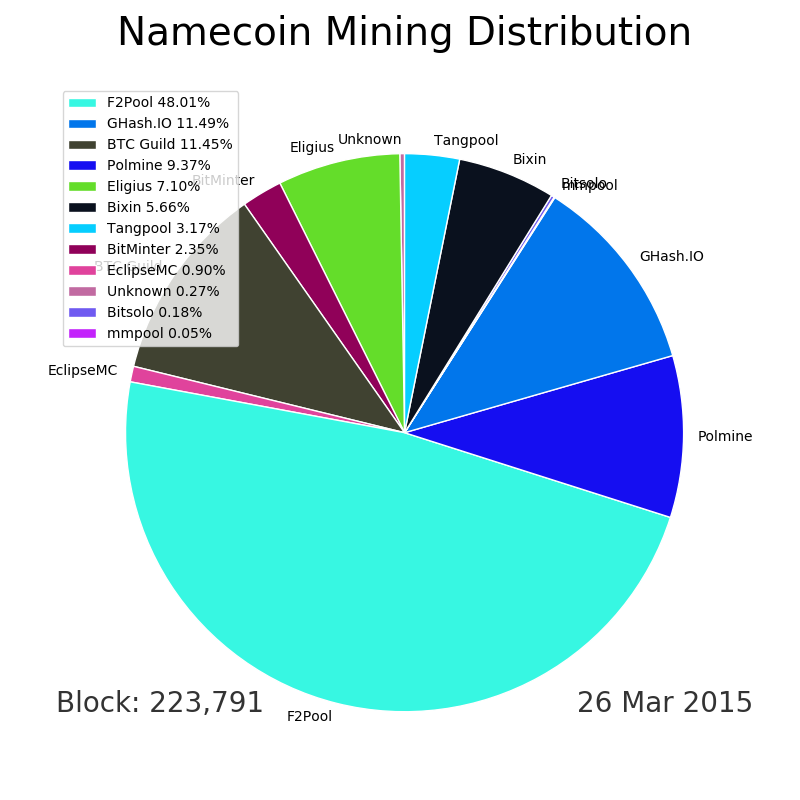 Namecoin Mining Distribution
F2Pool 48.01%
GHash.IO 11.49%
BTC Guild 11.45%
Polmine 9.37%
Eligius 7.10%
Bixin 5.66%
Tangpool 3.17%
BitMinter 2.35%
EclipseMC 0.90%
Unknown 0.27%
Bitsolo 0.18%
mmpool 0.05%
Unknown
Tangpool
Eligius
Bixin
BitMinter
Bitsolo
mmpool
GHash.IO
BTC Guild
EclipseMC
Polmine
F2Pool
Block: 223,791
26 Mar 2015